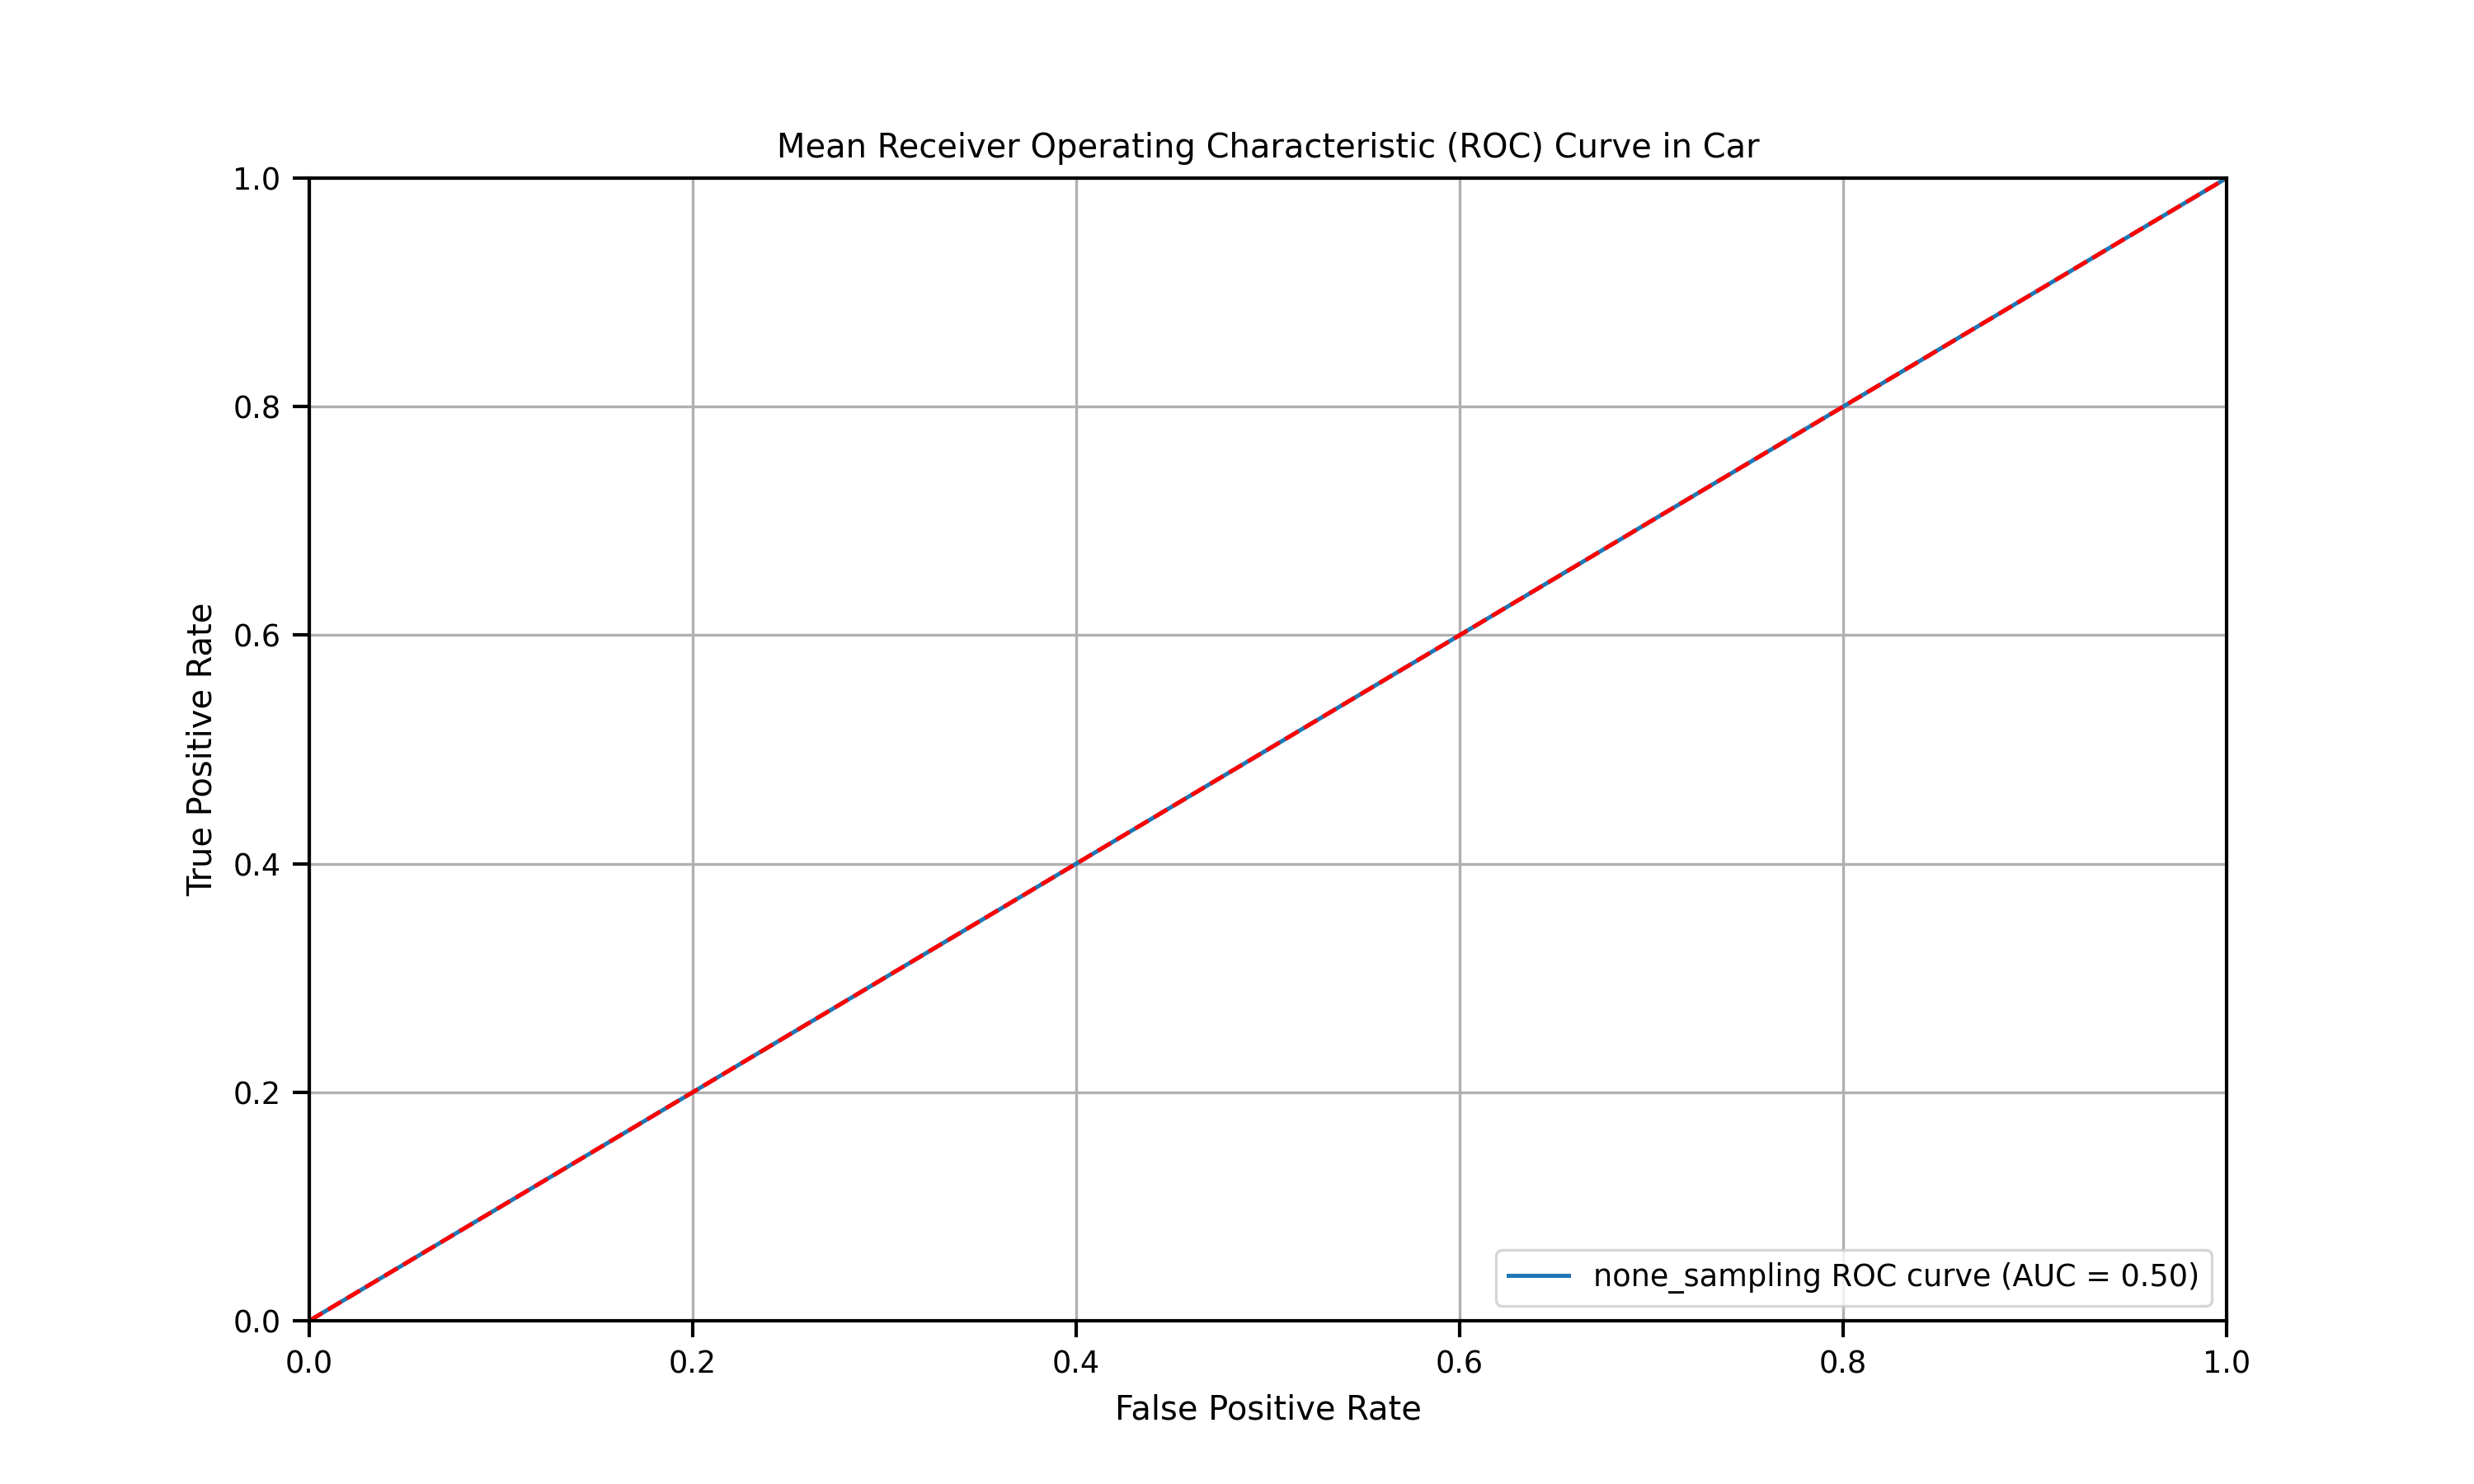 Mean Receiver Operating Characteristic (ROC) Curve in Car
1.0
0.8
0.6
0.4
0.2
0.0
True Positive Rate
none_sampling ROC curve (AUC = 0.50)
0.0 0.2 0.4 0.6 0.8 1.0
False Positive Rate